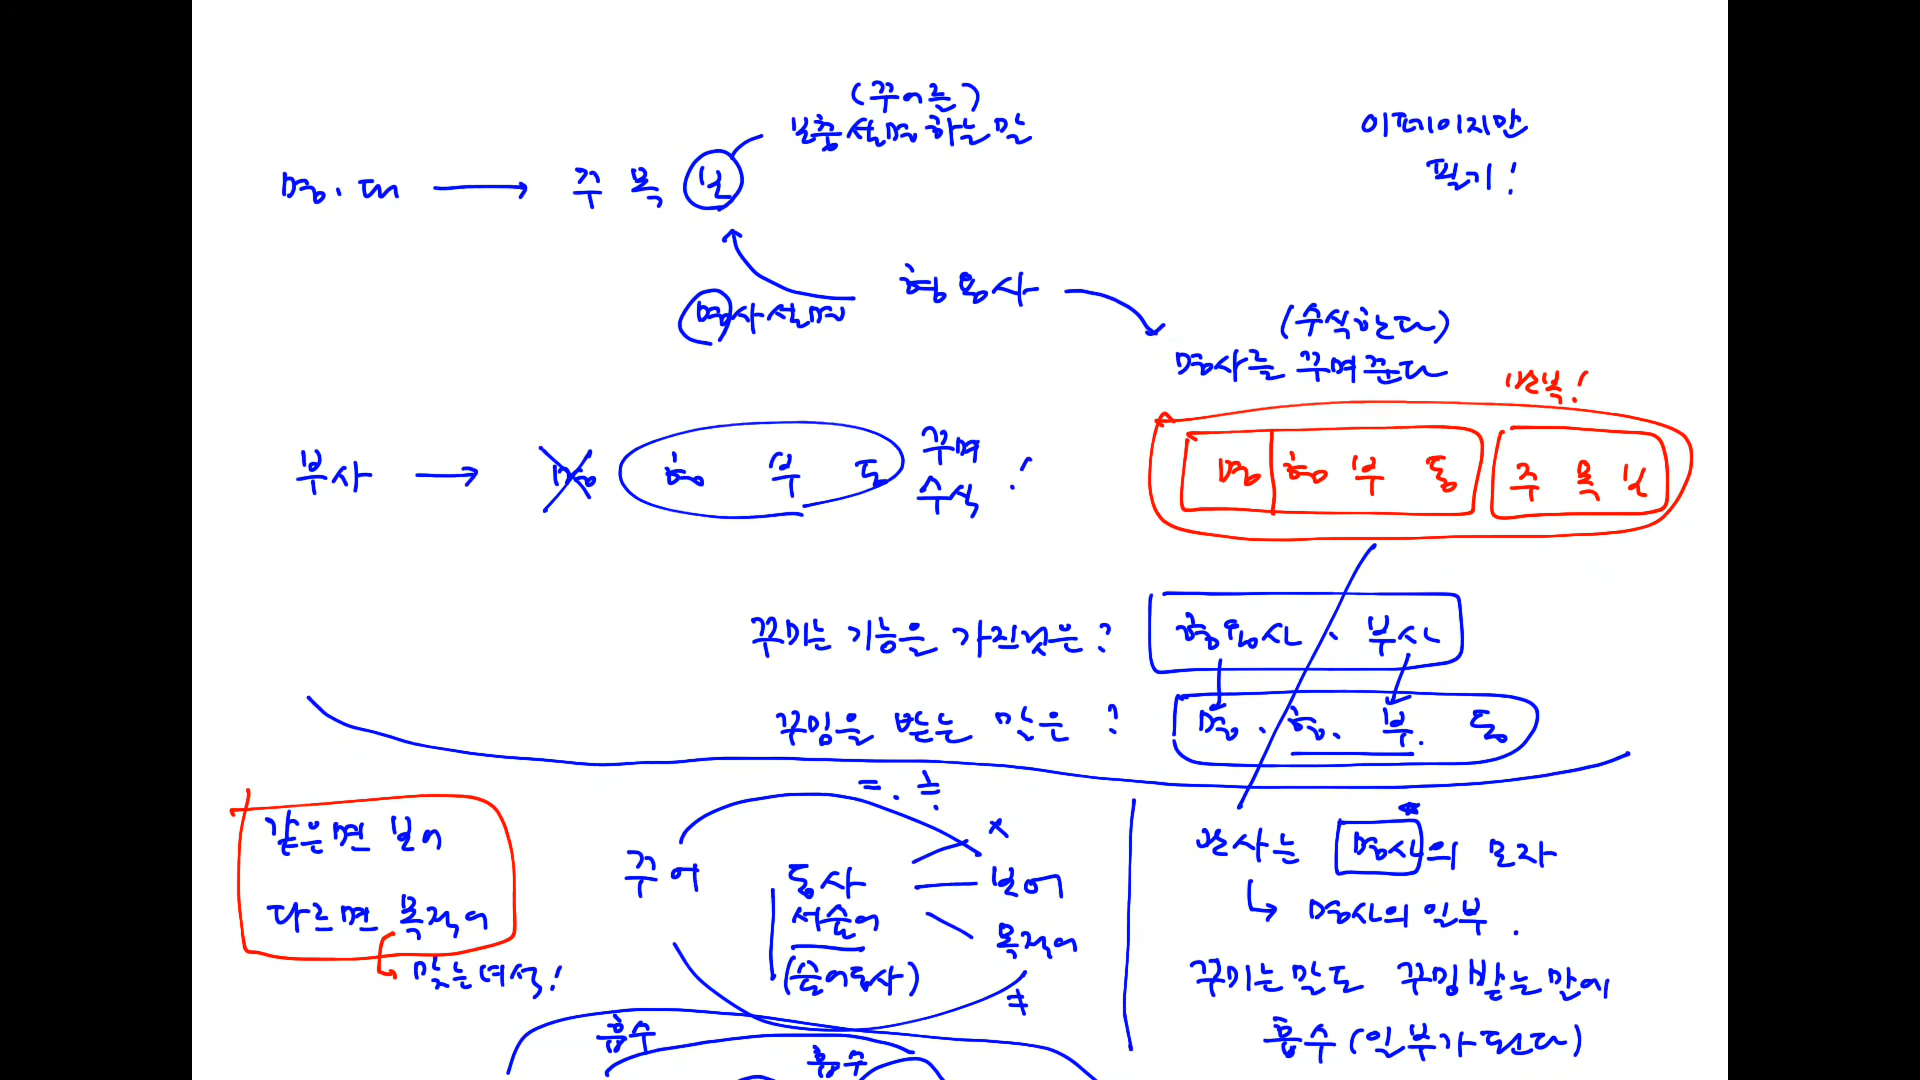 (주어를)
보충설명하는말
이페이지만
필기!
명.대 → 주 목 보
형용사
명사설명
(수식한다)
명사를 꾸며준다
반복!
부사 → 명 형 부 동 꾸며 수식 !
명 형 부 동 주 목 보
꾸미는 기능을 가진것은? 형용사、부사
꾸밈을 받는 말은? 명、형、부. 동
=. ≒
같은면 보어
다르면 목적어
맞는녀석!
주어 동사 보어
서술어 목적어
(술어동사)
≠
관사는 명사의 모자
↳ 명사의 일부.
꾸미는말도 꾸밈받는말에
흡수 (일부가된다)
흡수
흡수